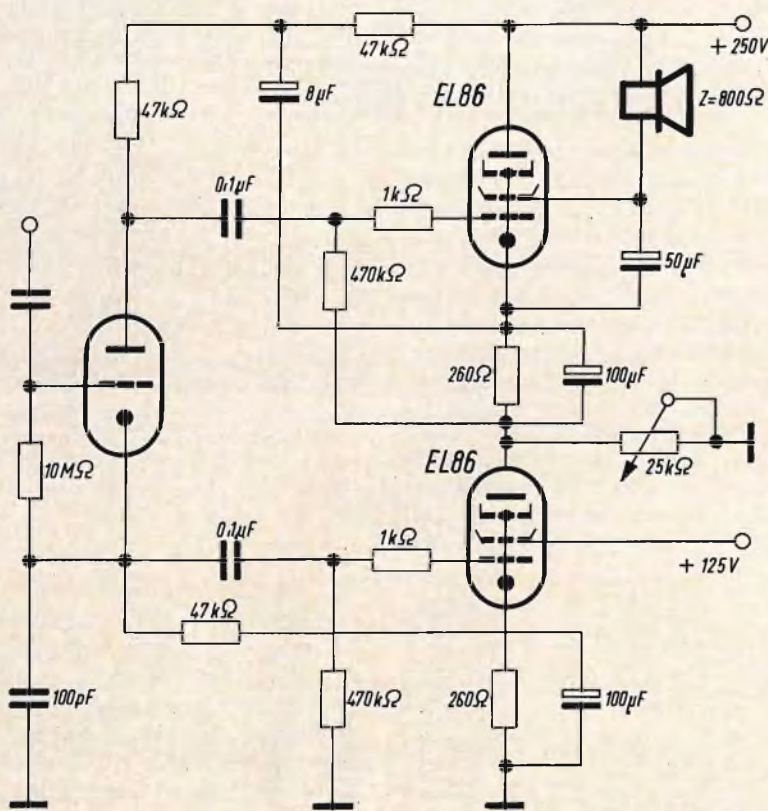 47kΩ
+250V
8µF
EL86
Z=800Ω
47kΩ
0,1µF
1kΩ
470kΩ
50µF
260Ω
100µF
10MΩ
EL86
25kΩ
0,1µF
1kΩ
+125V
47kΩ
100pF
470kΩ
260Ω
100µF